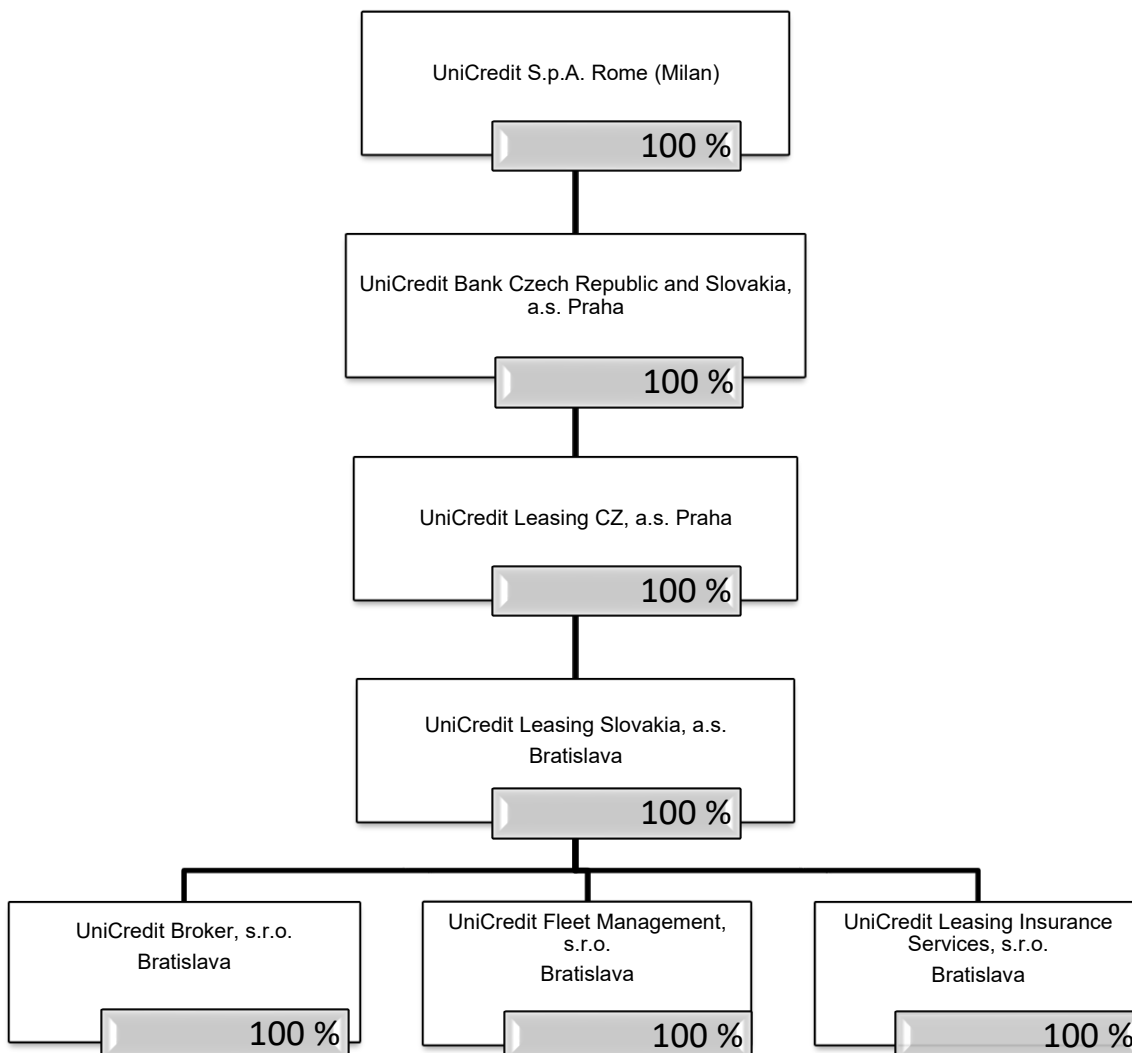 UniCredit S.p.A. Rome (Milan)
100 %
UniCredit Bank Czech Republic and Slovakia,
a.s. Praha
100 %
UniCredit Leasing CZ, a.s. Praha
100 %
UniCredit Leasing Slovakia, a.s.
Bratislava
100 %
UniCredit Broker, s.r.o.
Bratislava
100 %
UniCredit Fleet Management,
s.r.o.
Bratislava
100 %
UniCredit Leasing Insurance
Services, s.r.o.
Bratislava
100 %